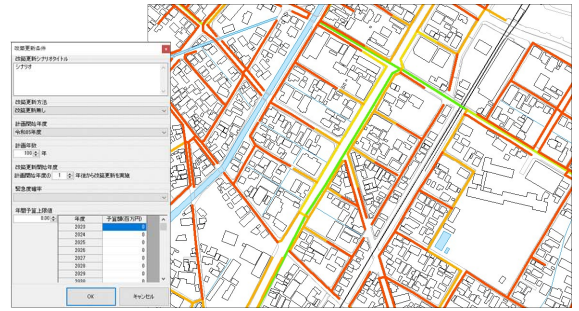 改築更新条件
改築更新シナリオタイトル
シナリオ
改築更新方法
改築更新無し
計画開始年度
令和05年度
計画年数
100 年
改築更新開始年度
計画開始年度の 1 年後から改築更新を実施
緊急度確率
年間予算上限値
0.00
年度 予算額(百万円)
2023 0
2024 0
2025 0
2026 0
2027 0
2028 0
2029 0
2030 0
OK キャンセル